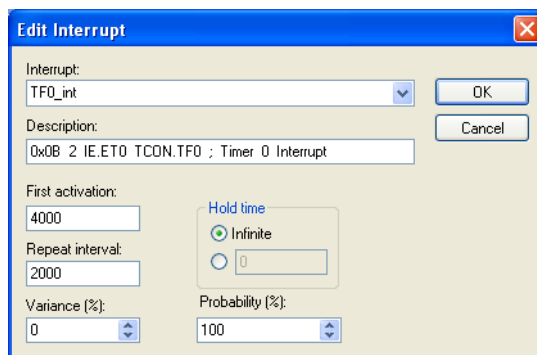 Edit Interrupt
Interrupt:
TF0_int
OK
Description:
Cancel
0x0B 2 IE.ET0 TCON.TF0 ; Timer 0 Interrupt
First activation:
4000
Hold time
Infinite
Repeat interval:
0
2000
Variance (%):
Probability (%):
0
100